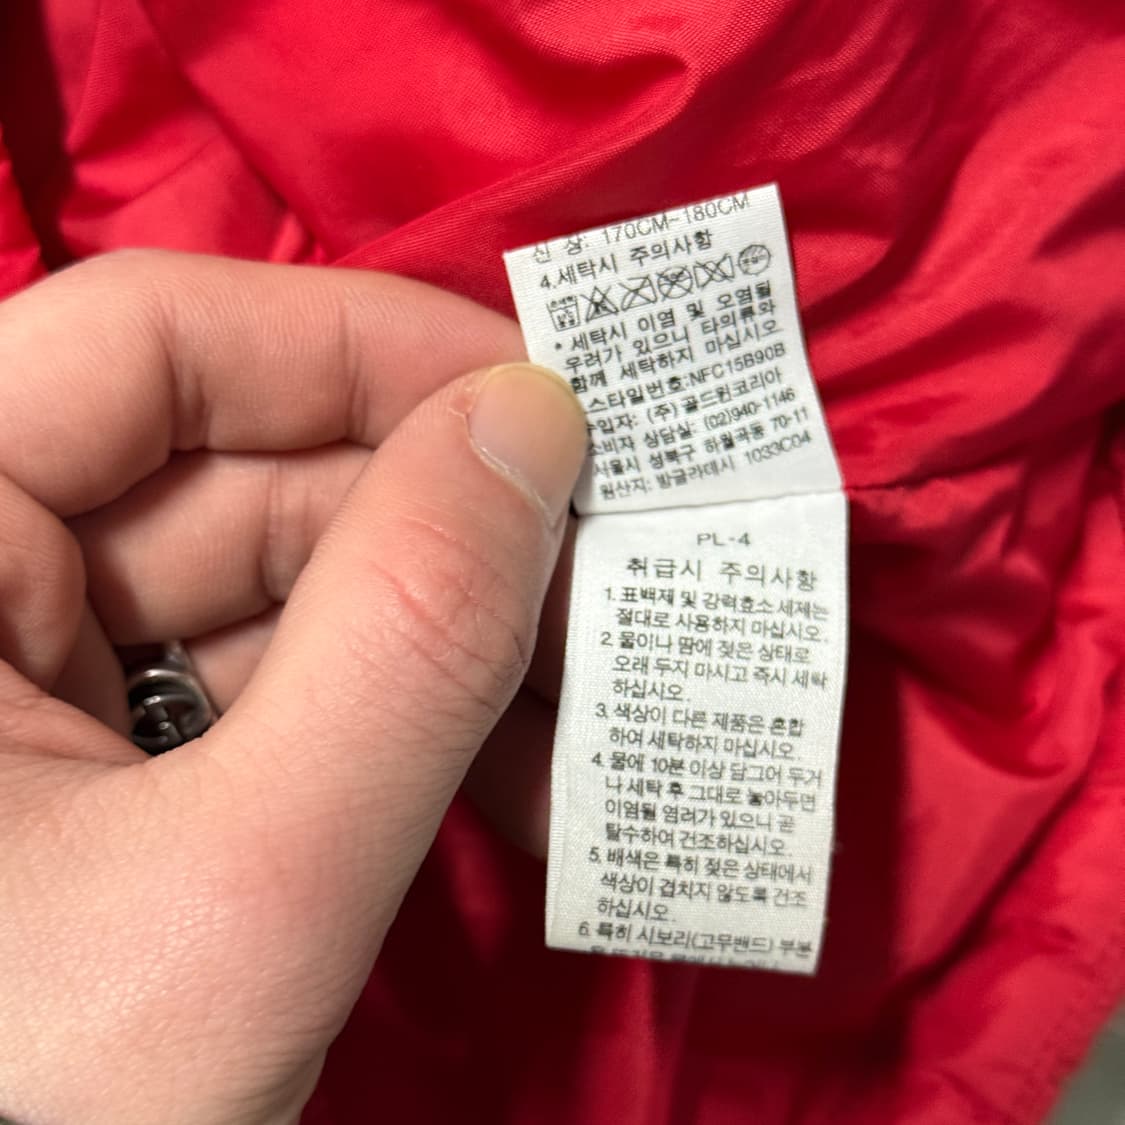 신 장: 170CM~180CM
4.세탁시 주의사항
손세탁
* 세탁시 이염 및 오염될
우려가 있으니 타의류와
함께 세탁하지 마십시오
스타일번호:NFC15B90B
수입자: (주) 골드윈코리아
소비자 상담실: (02)940-1146
서울시 성북구 하월곡동 70-11
원산지: 방글라데시 1033C04
PL-4
취급시 주의사항
1. 표백제 및 강력효소 세제는
절대로 사용하지 마십시오.
2. 물이나 땀에 젖은 상태로
오래 두지 마시고 즉시 세탁
하십시오.
3. 색상이 다른 제품은 혼합
하여 세탁하지 마십시오.
4. 물에 10분 이상 담그어 두거
나 세탁 후 그대로 놓아두면
이염될 염려가 있으니 곧
탈수하여 건조하십시오.
5. 배색은 특히 젖은 상태에서
색상이 겹치지 않도록 건조
하십시오.
6. 특히 시보리(고무밴드) 부분